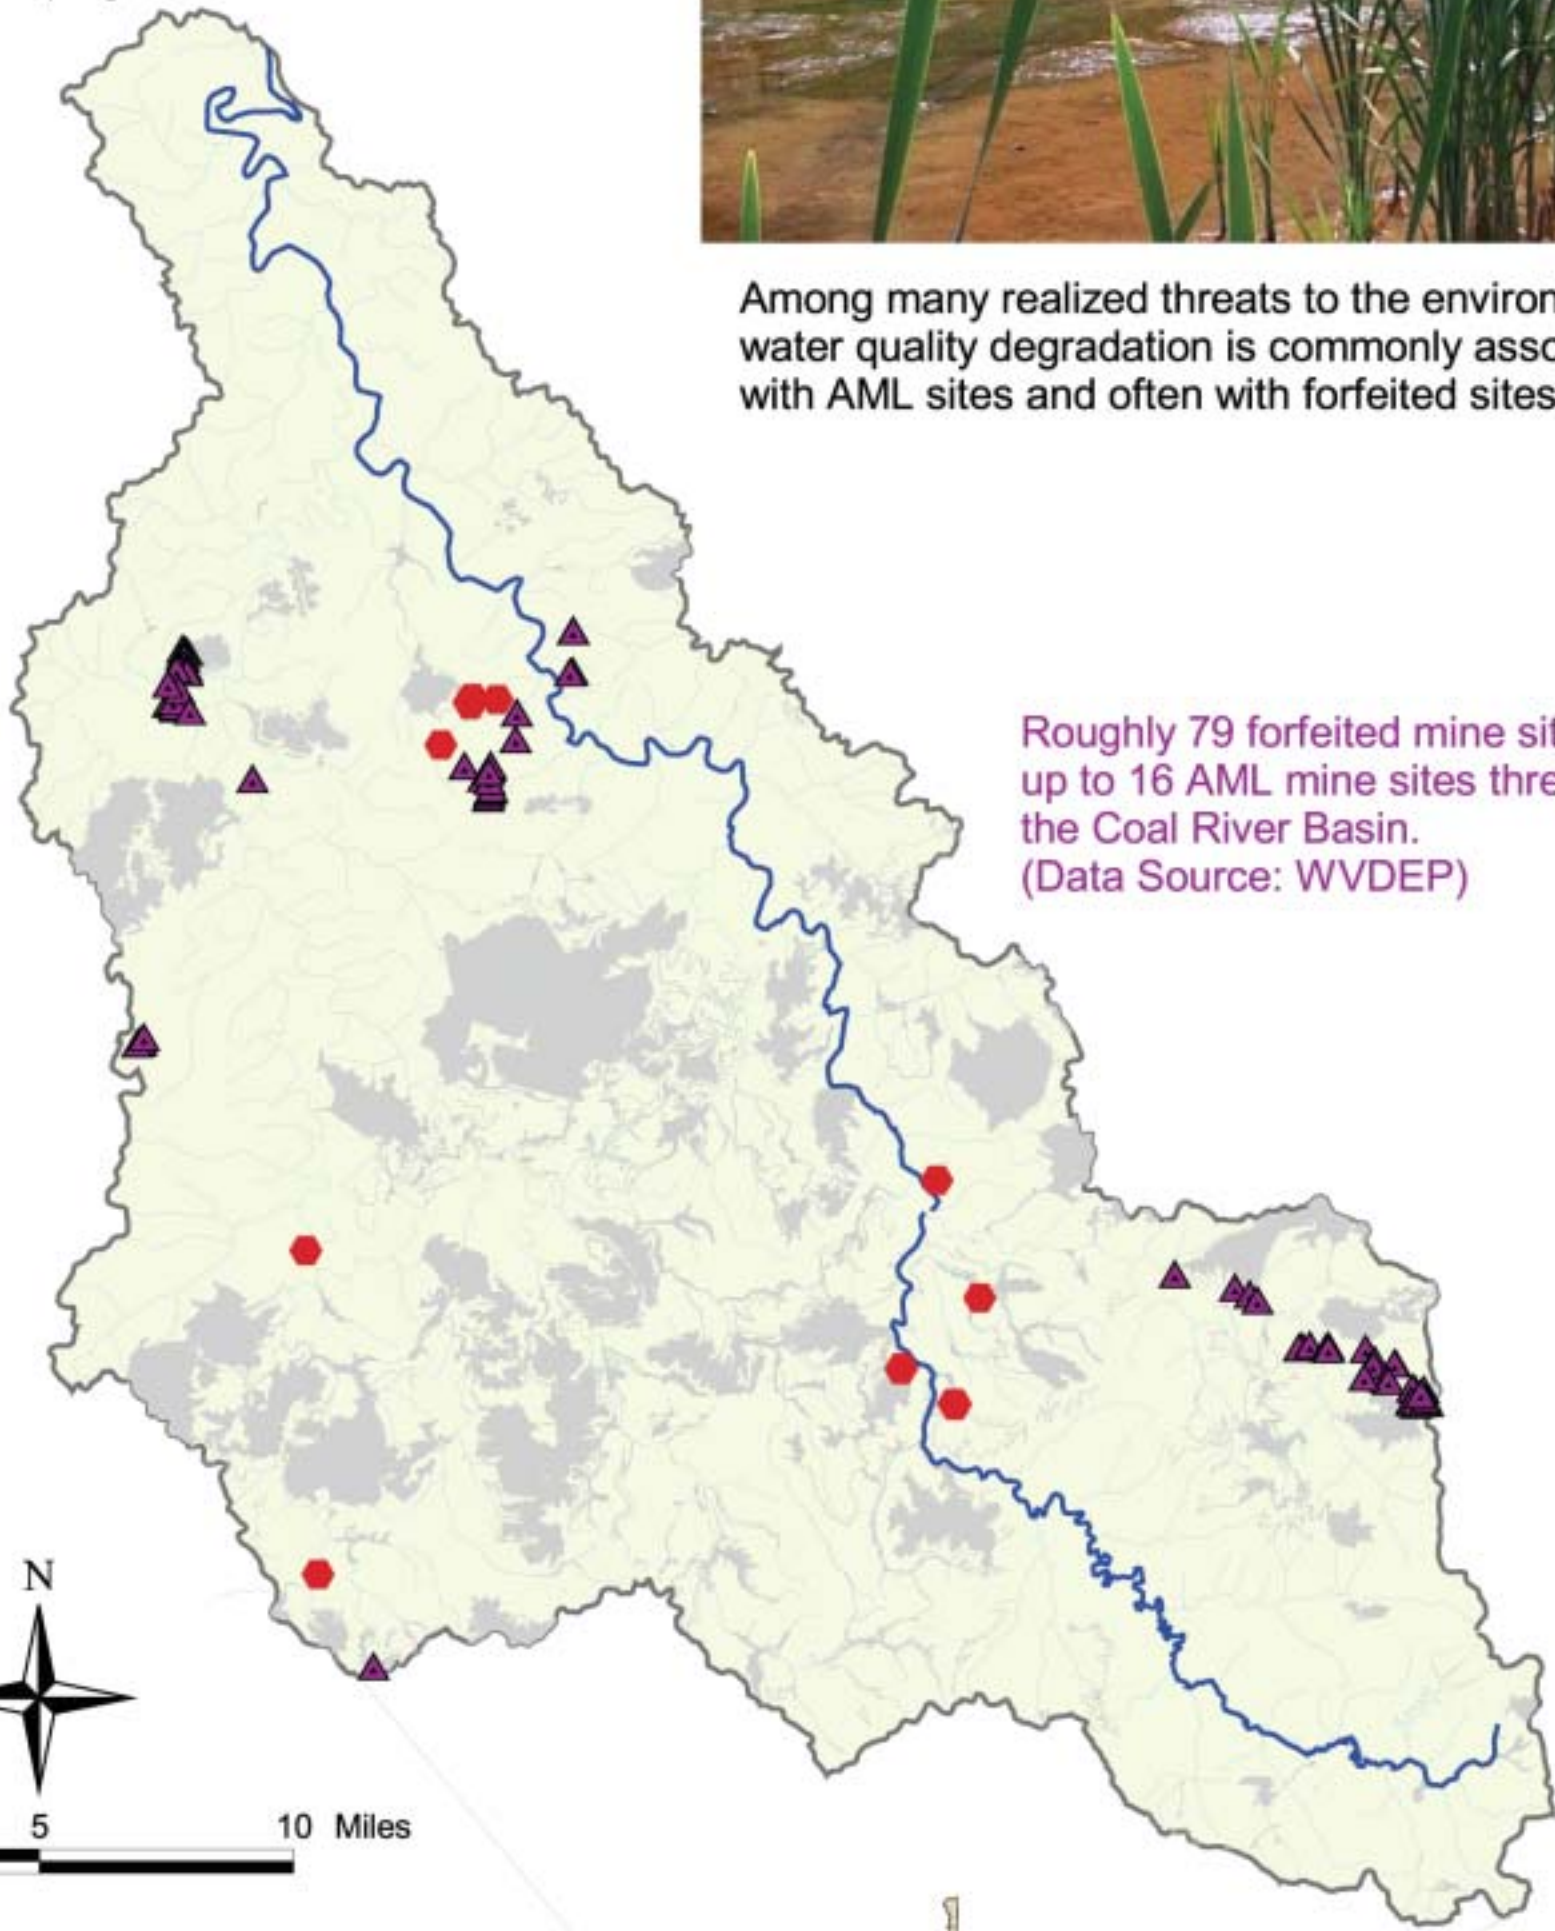 Among many realized threats to the environ
water quality degradation is commonly asso
with AML sites and often with forfeited sites
Roughly 79 forfeited mine sit
up to 16 AML mine sites thre
the Coal River Basin.
(Data Source: WVDEP)
N
5 10 Miles